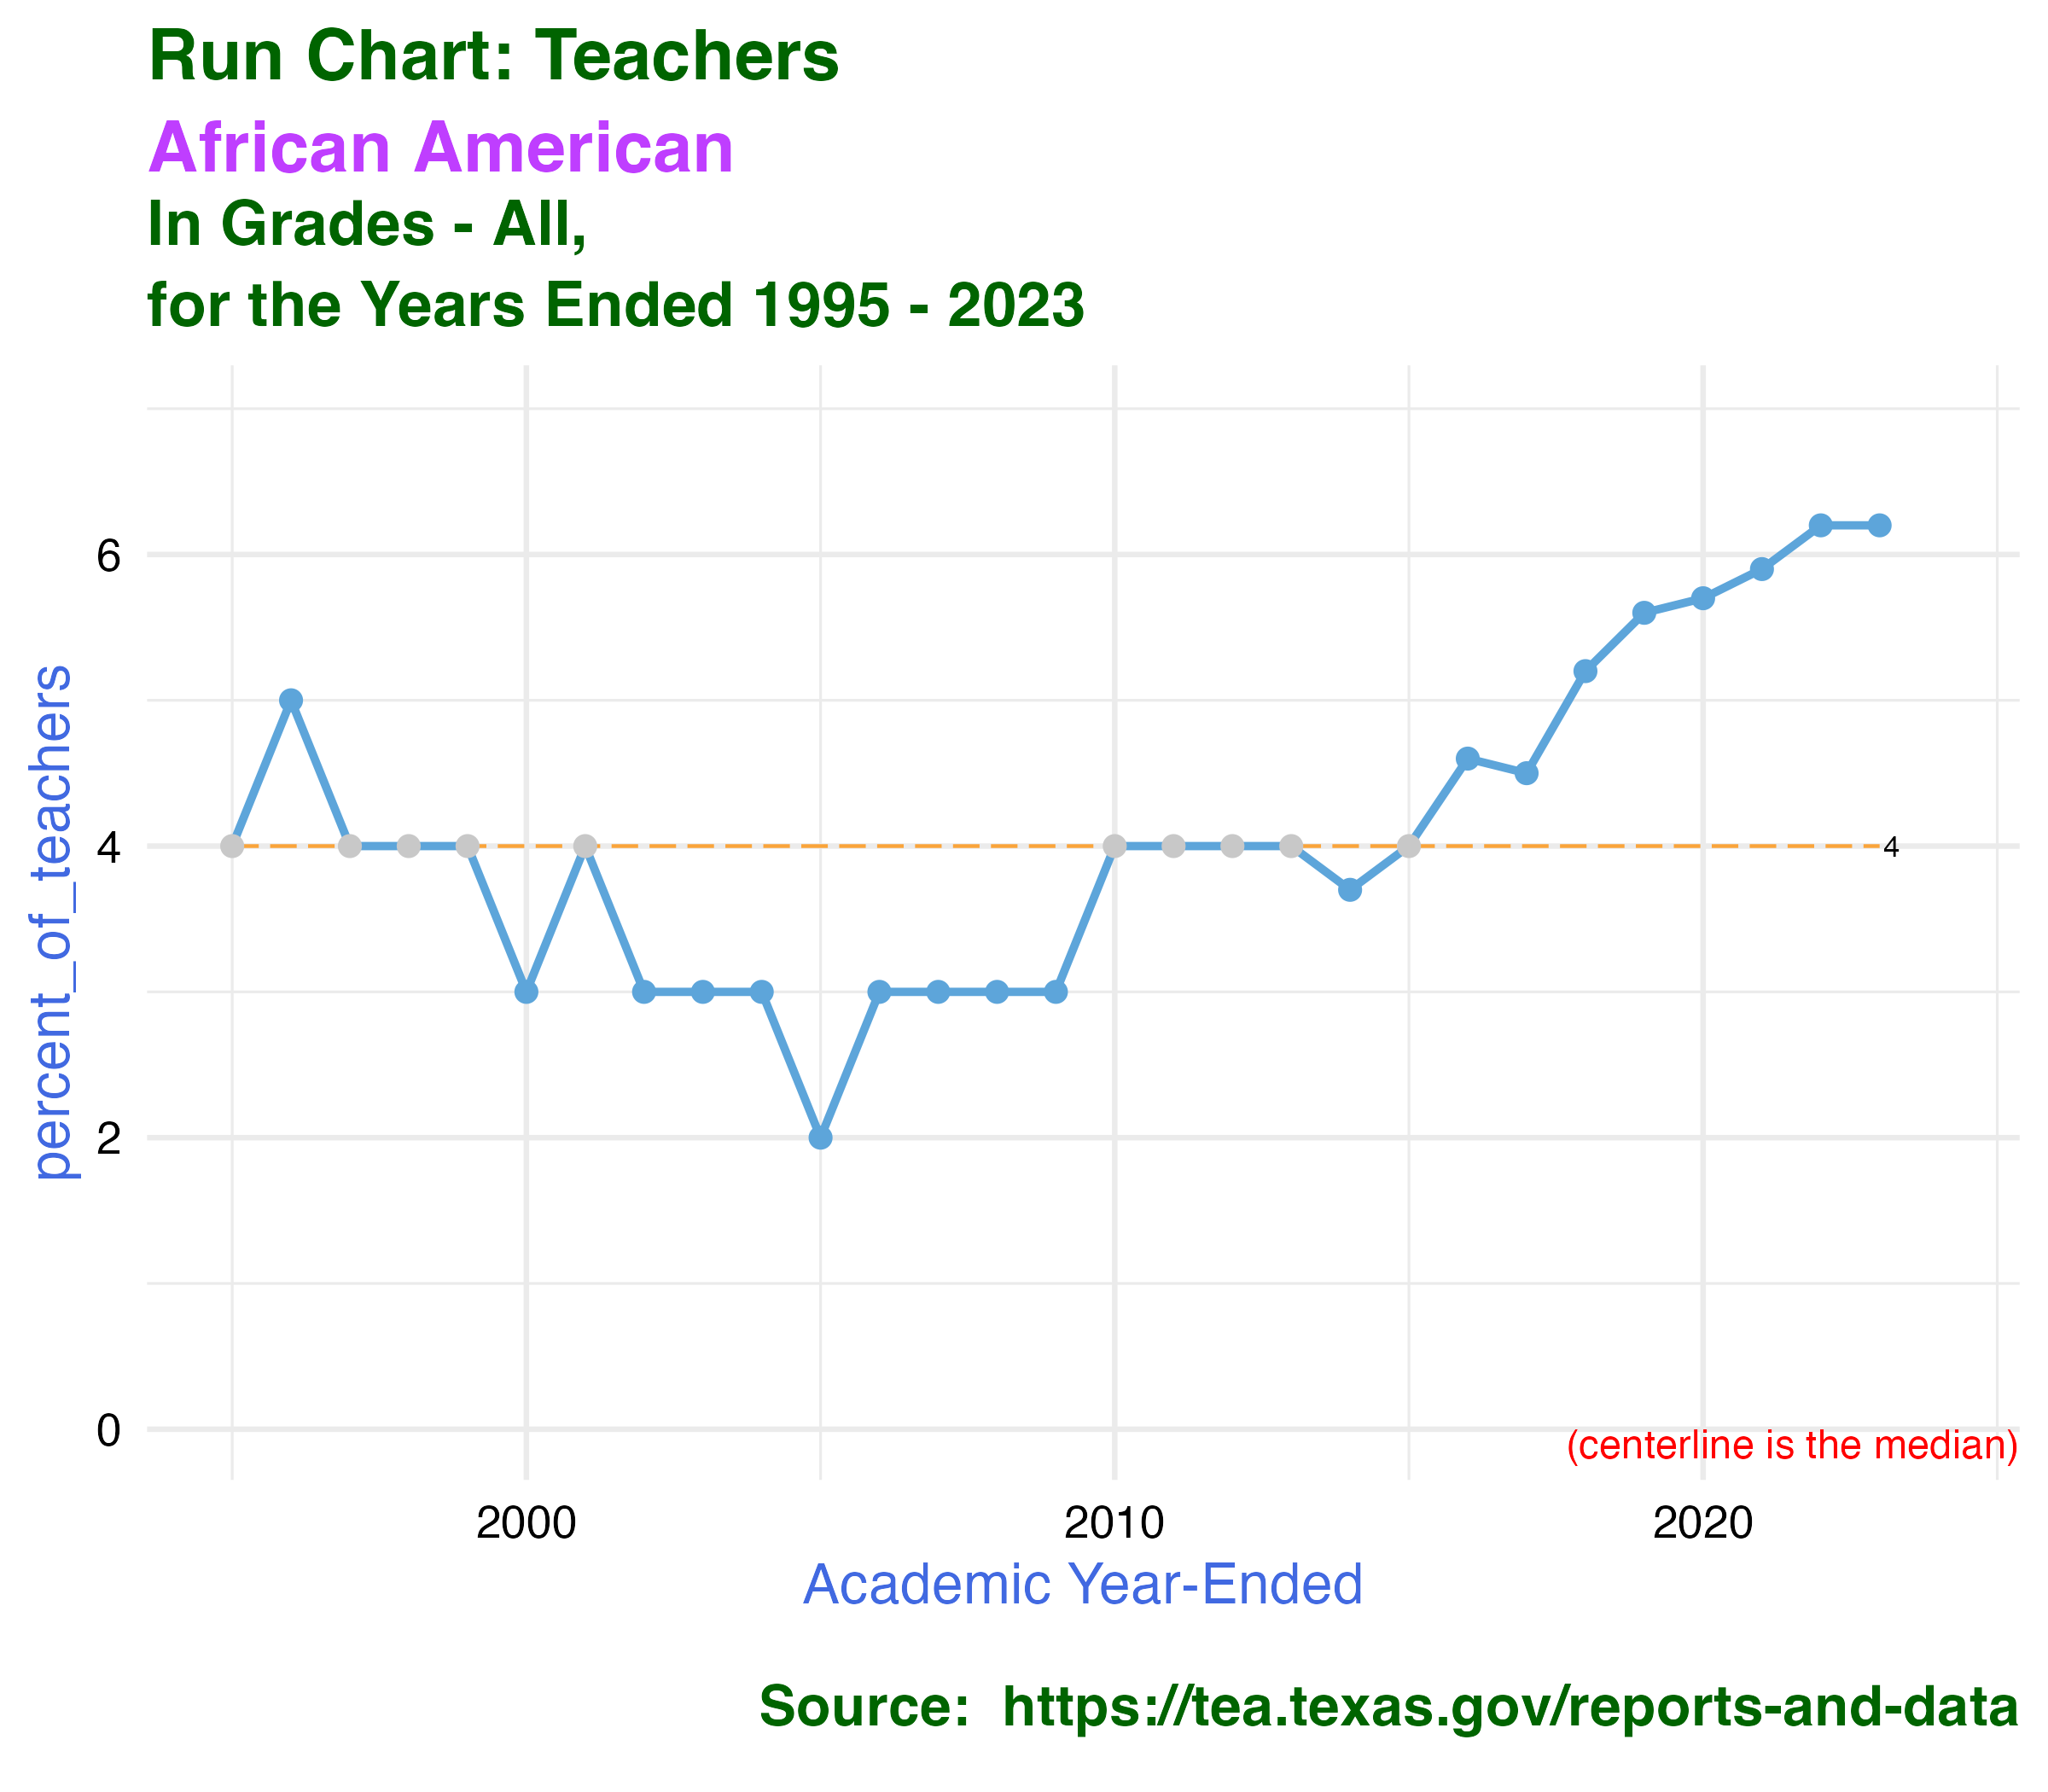 Run Chart: Teachers
African American
In Grades - All,
for the Years Ended 1995 - 2023
percent_of_teachers
6
4
2
0
4
(centerline is the median)
2000 2010 2020
Academic Year-Ended
Source:  https://tea.texas.gov/reports-and-data